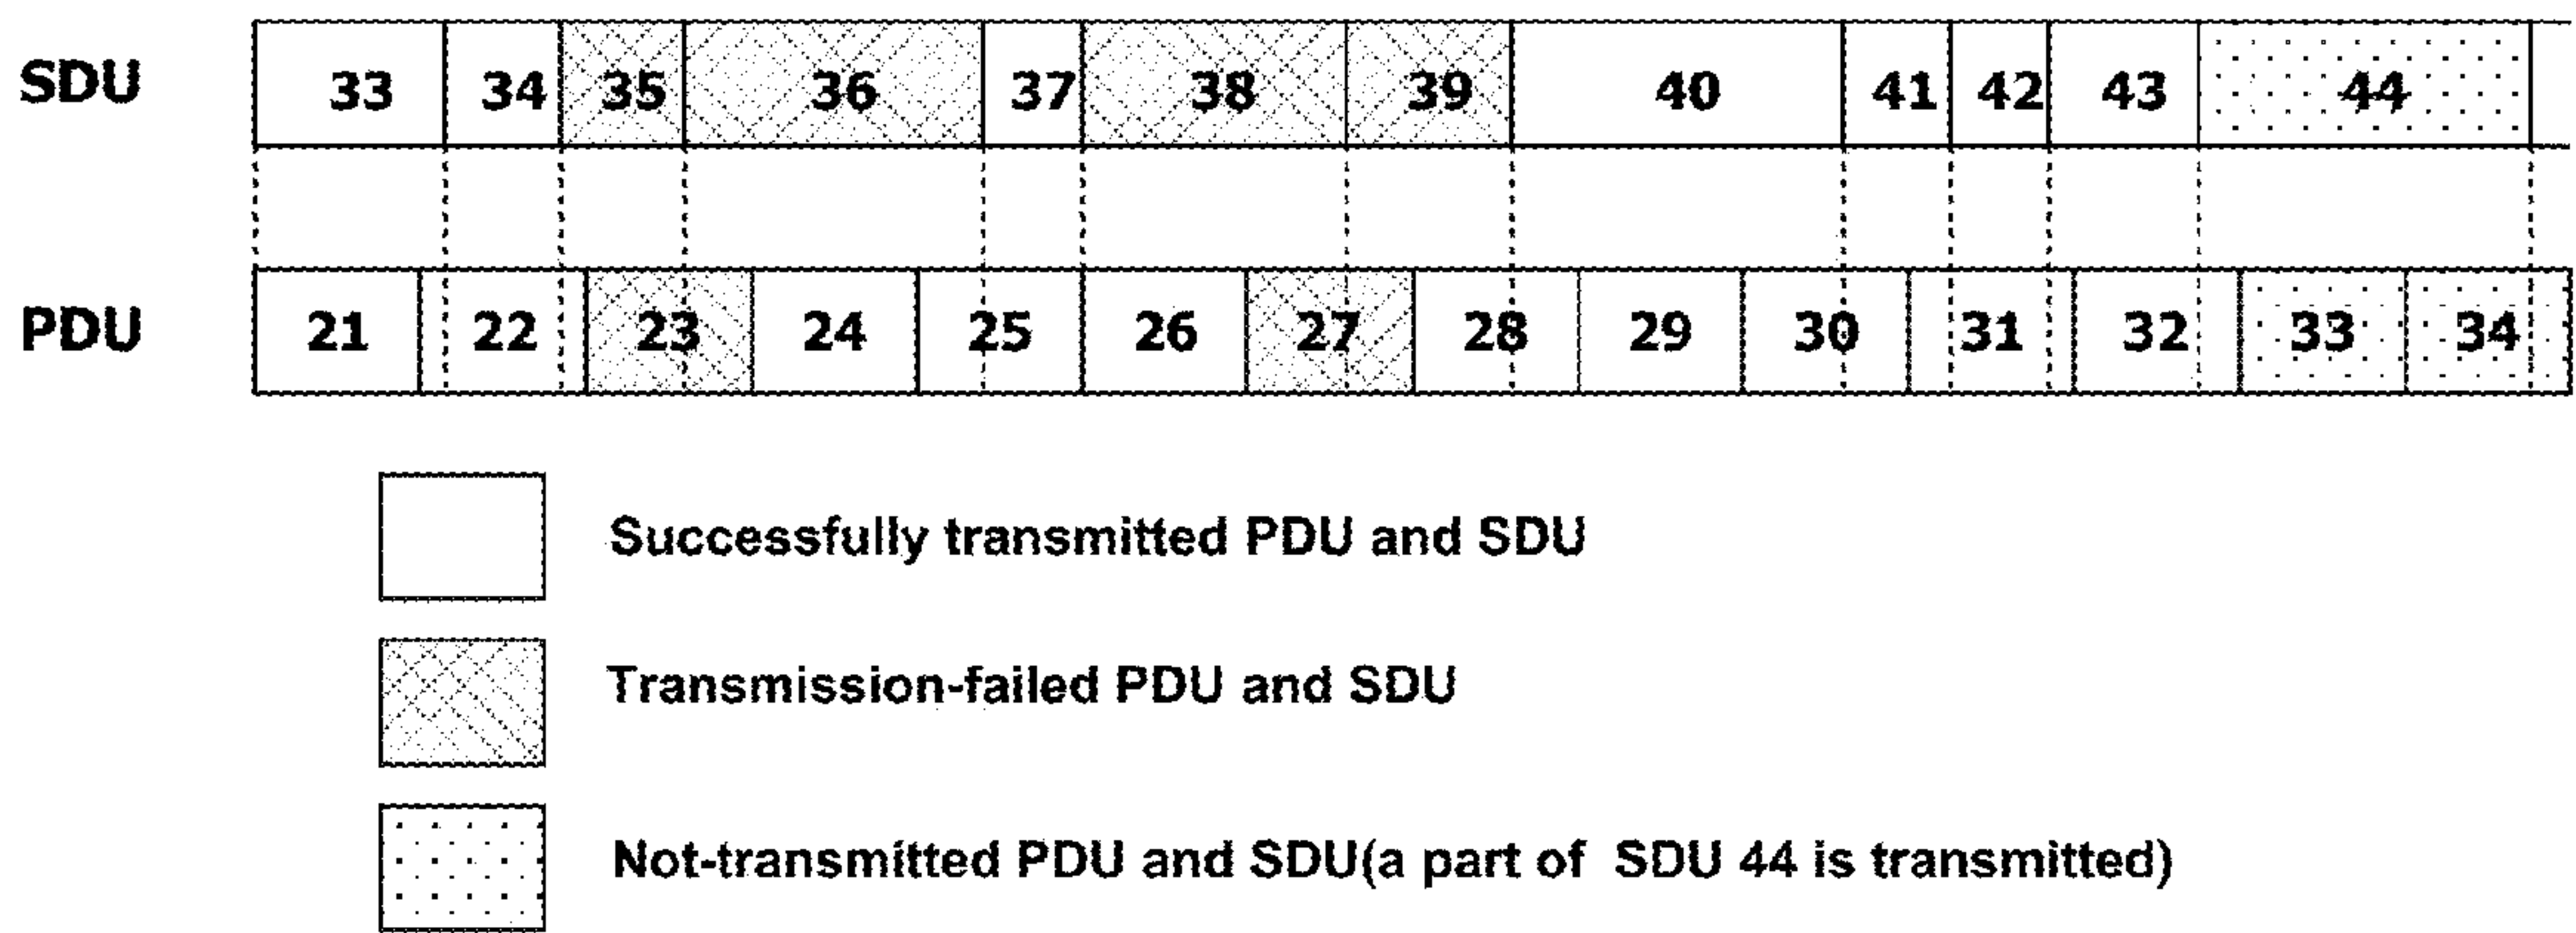 SDU 33 34 35 36 37 38 39 40 41 42 43 44
PDU 21 22 23 24 25 26 27 28 29 30 31 32 33 34
Successfully transmitted PDU and SDU
Transmission-failed PDU and SDU
Not-transmitted PDU and SDU(a part of SDU 44 is transmitted)